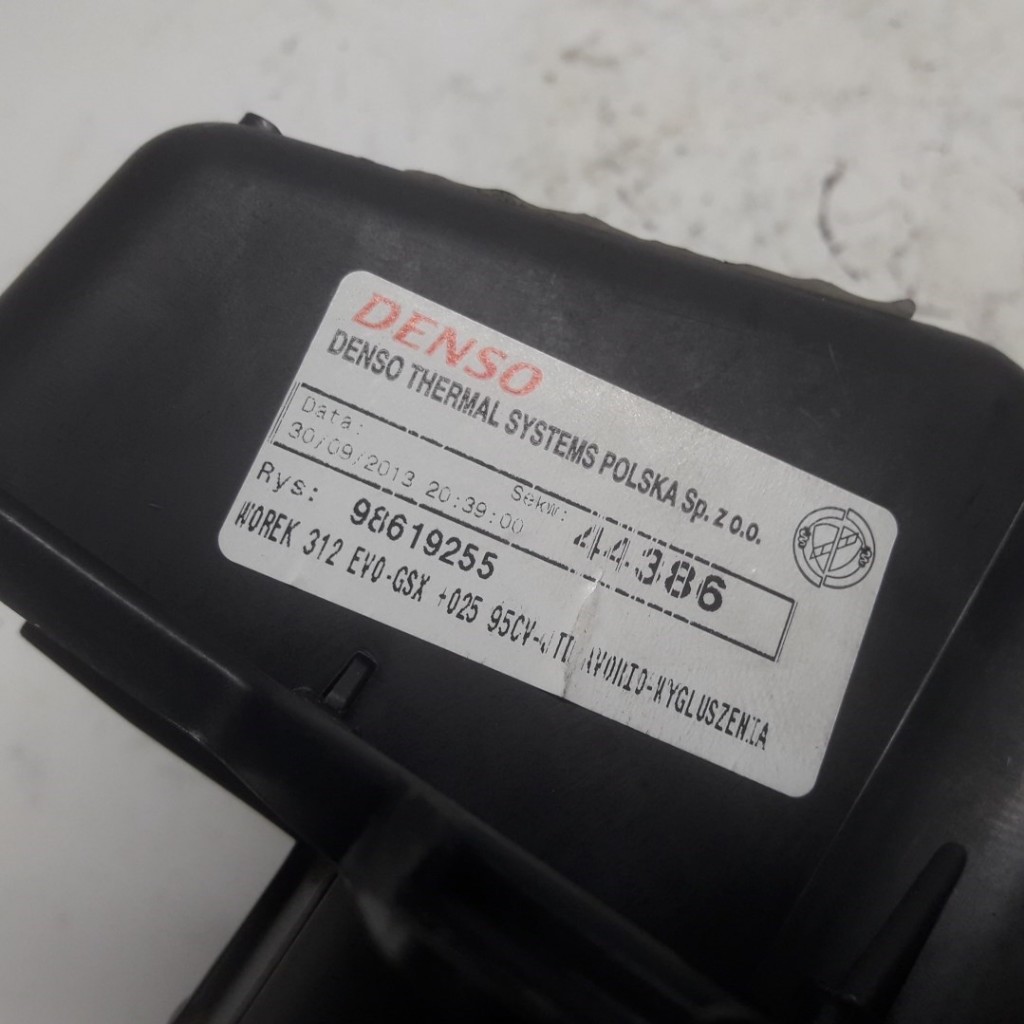 DENSO
DENSO THERMAL SYSTEMS POLSKA Sp. z o.o.
Data: Sekw:
30/09/2013 20:39:00 44386
Rys: 98619255
WOREK 312 EVO-GSX +025 95CV-